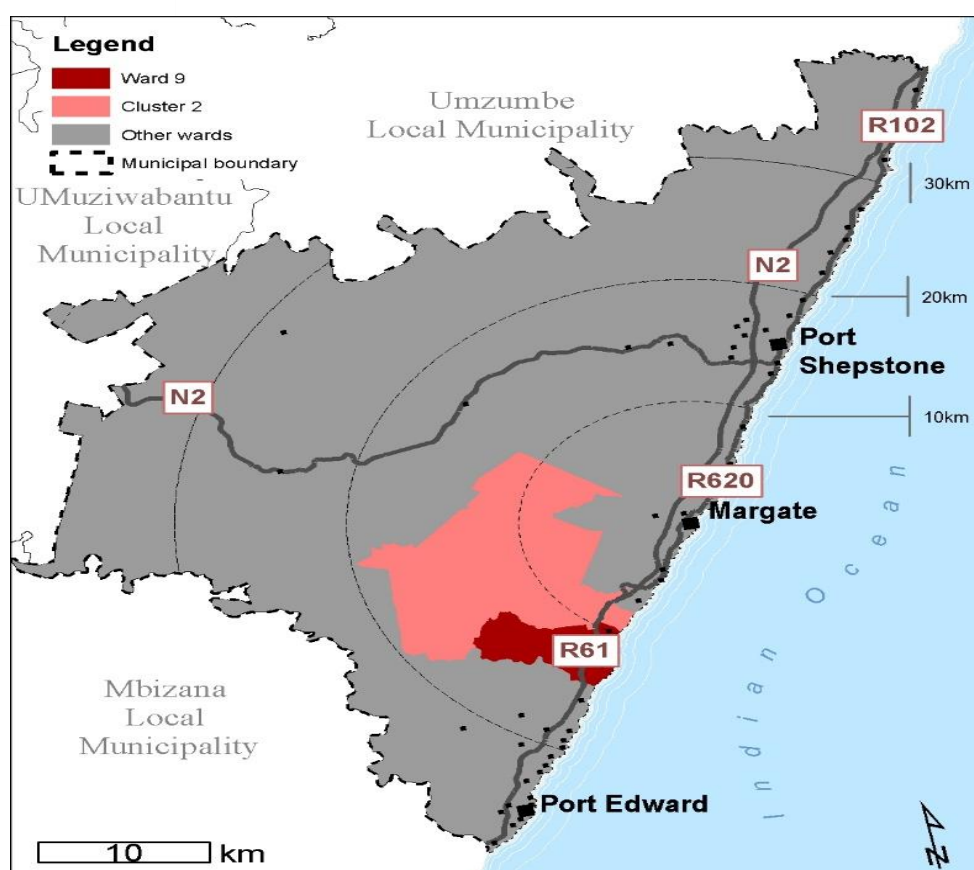 Legend
Ward 9
Cluster 2
Other wards
Municipal boundary
Umzumbe
Local Municipality
UMuziwabantu
Local
Municipality
R102
30km
N2
20km
Port
Shepstone
N2
10km
R620
Margate
Indian Ocean
R61
Mbizana
Local
Municipality
Port Edward
10 km
N